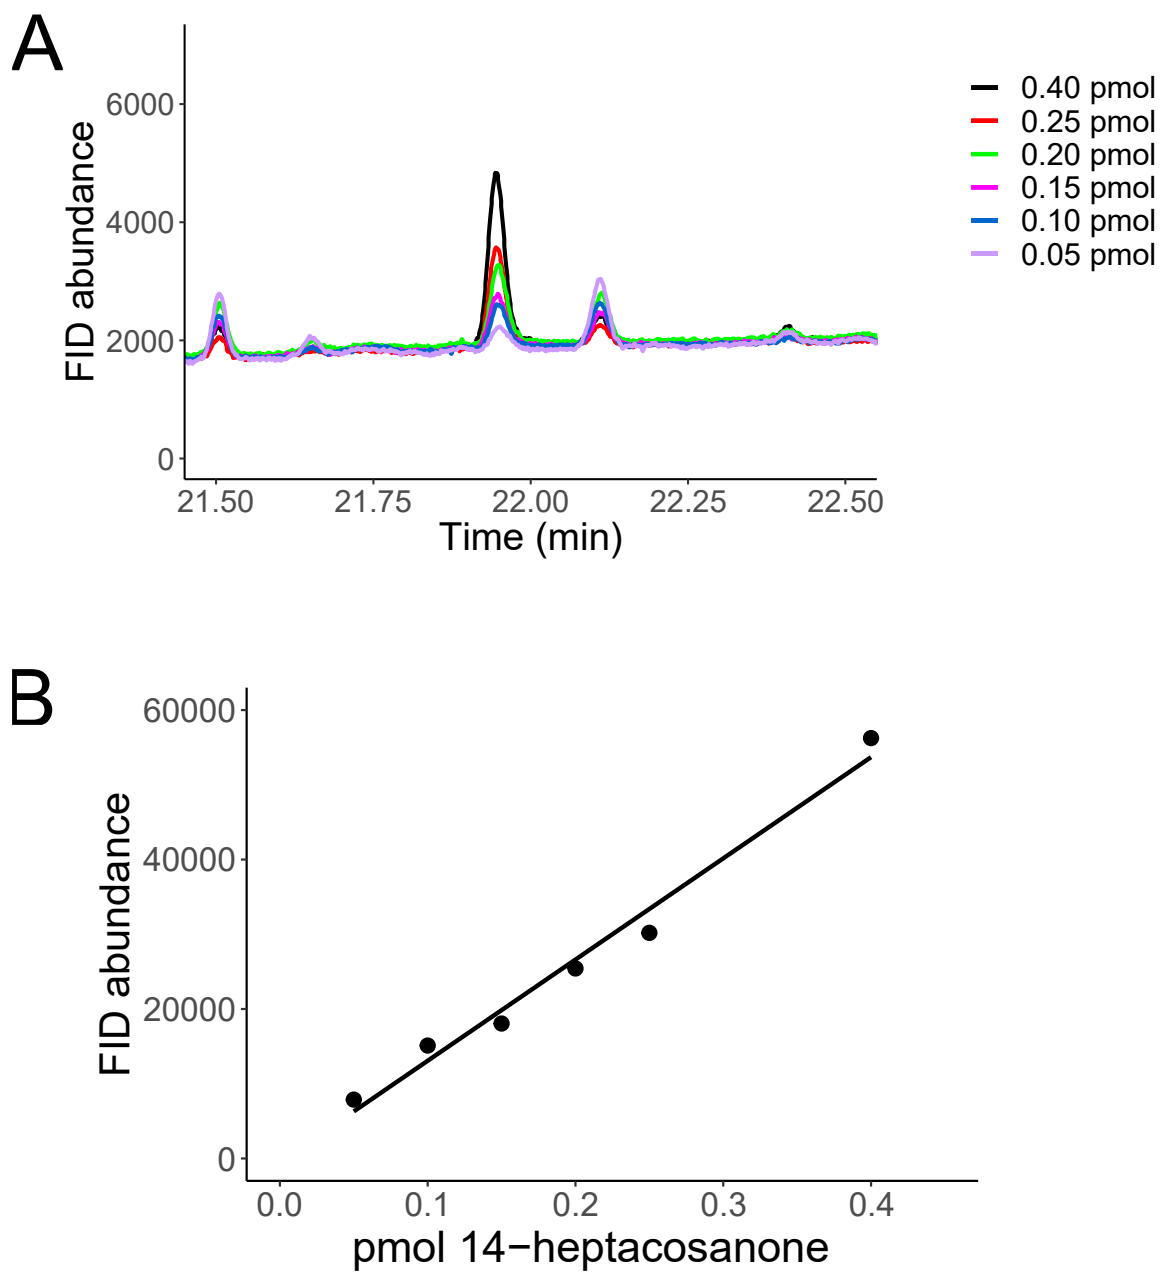 A
6000
4000
2000
0
FID abundance
21.50 21.75 22.00 22.25 22.50
Time (min)
0.40 pmol
0.25 pmol
0.20 pmol
0.15 pmol
0.10 pmol
0.05 pmol
B
60000
40000
20000
0
FID abundance
0.0 0.1 0.2 0.3 0.4
pmol 14−heptacosanone